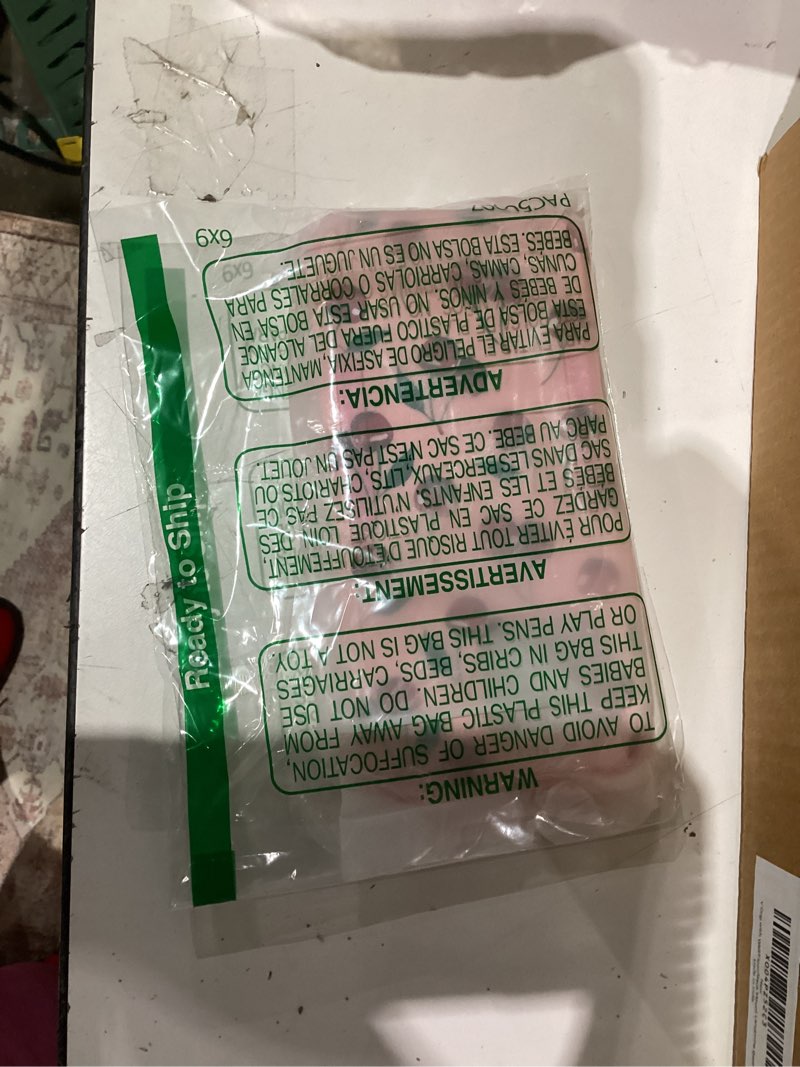 WARNING:
TO AVOID DANGER OF SUFFOCATION,
KEEP THIS PLASTIC BAG AWAY FROM
BABIES AND CHILDREN. DO NOT USE
THIS BAG IN CRIBS, BEDS, CARRIAGES
OR PLAY PENS. THIS BAG IS NOT A TOY.
AVERTISSEMENT:
POUR ÉVITER TOUT RISQUE D'ÉTOUFFEMENT,
GARDEZ CE SAC EN PLASTIQUE LOIN DES
BÉBÉS ET LES ENFANTS. N'UTILISEZ PAS CE
SAC DANS LES BERCEAUX, LITS, CHARIOTS OU
PARC AU BEBE. CE SAC N'EST PAS UN JOUET.
ADVERTENCIA:
PARA EVITAR EL PELIGRO DE ASFIXIA, MANTENGA
ESTA BOLSA DE PLASTICO FUERA DEL ALCANCE
DE BEBES Y NIÑOS. NO USAR ESTA BOLSA EN
CUNAS, CAMAS, CARRIOLAS O CORRALES PARA
BEBÉS. ESTA BOLSA NO ES UN JUGUETE.
6X9
6X9
Ready to Ship
X004P252C3